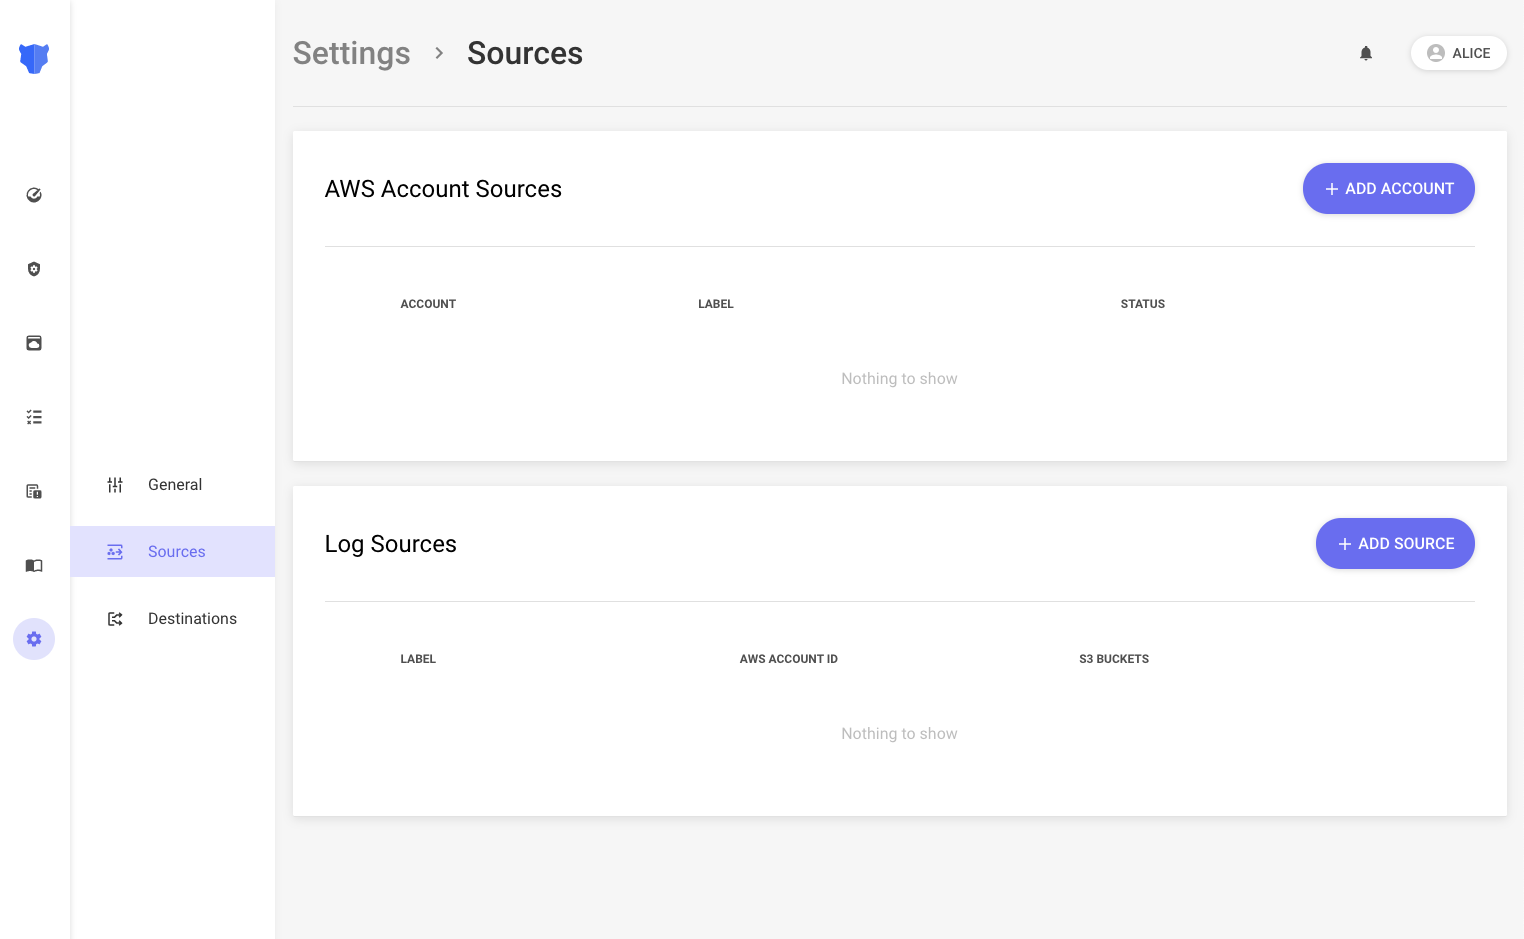 Settings > Sources
ALICE
AWS Account Sources
+ ADD ACCOUNT
ACCOUNT LABEL STATUS
Nothing to show
General
Sources
Destinations
Log Sources
+ ADD SOURCE
LABEL AWS ACCOUNT ID S3 BUCKETS
Nothing to show